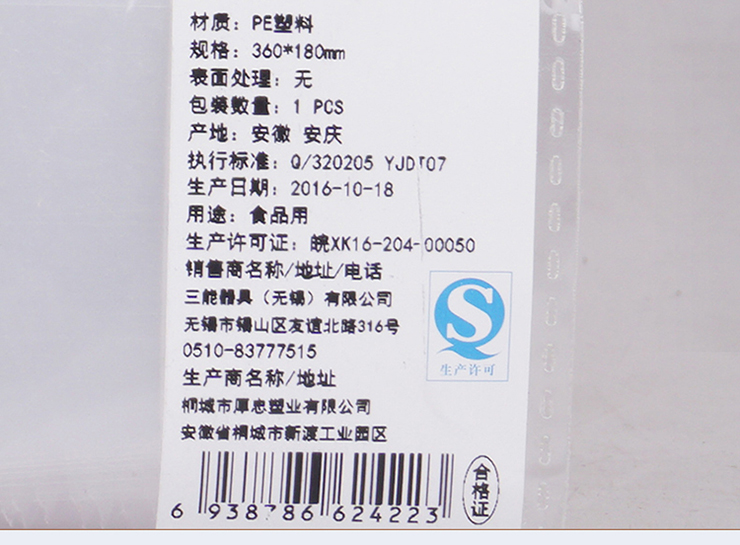 材质：PE塑料
规格：360*180mm
表面处理：无
包装数量：1 PCS
产地：安徽 安庆
执行标准：Q/320205 YJDT07
生产日期：2016-10-18
用途：食品用
生产许可证：皖XK16-204-00050
销售商名称/地址/电话
三能器具（无锡）有限公司
无锡市锡山区友谊北路316号
0510-83777515
生产商名称/地址
桐城市厚忠塑业有限公司
安徽省桐城市新渡工业园区
S
生产许可
合格证
6 938786 624223